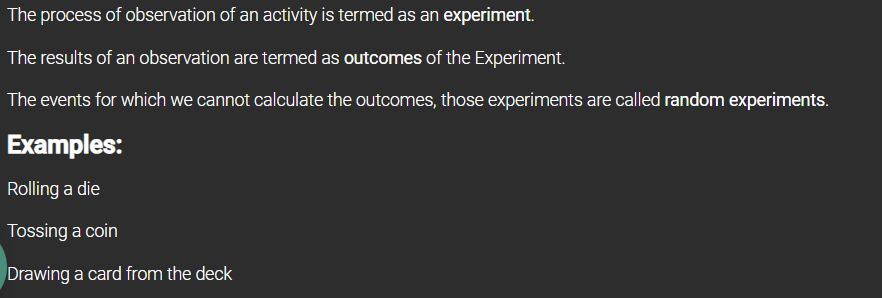 The process of observation of an activity is termed as an experiment.
The results of an observation are termed as outcomes of the Experiment.
The events for which we cannot calculate the outcomes, those experiments are called random experiments.
Examples:
Rolling a die
Tossing a coin
Drawing a card from the deck